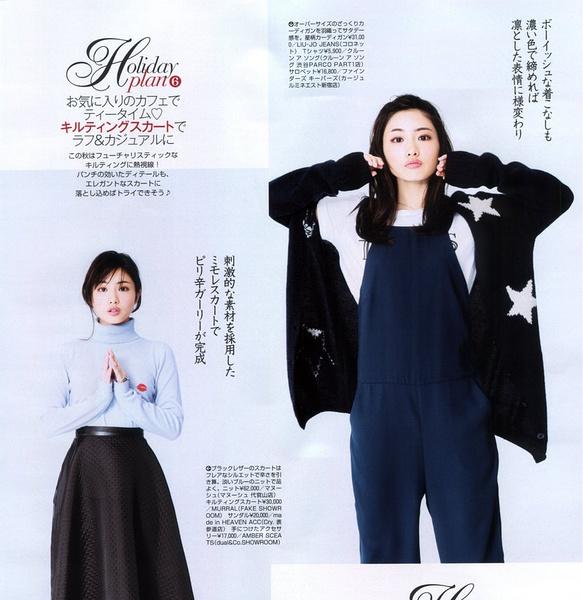 Holiday
plan❻
お気に入りのカフェで
ティータイム♡
キルティングスカートで
ラフ&カジュアルに
この秋はフューチャリスティックな
キルティングに熱視線！
パンチの効いたディテールも、
エレガントなスカートに
落とし込めばトライできそう♪
オーバーサイズのざっくりカ
ーディガンを羽織ってサタデー
感を。星柄カーディガン¥31,00
0／LIU・JO JEANS(コロネッ
ト) Tシャツ¥5,900／クルー
ン ア ソング(クルーン ア ソン
グ 渋谷PARCO PART1店)
サロペット¥16,800／ファイン
ダーズ キーパーズ(カージュ
ルミネエスト新宿店)
ボーイッシュな着こなしも
濃い色で締めれば
凛とした表情に様変わり
刺激的な素材を採用した
ミモレスカートで
ピリ辛ガーリーが完成
ブラックレザーのスカートは
フレアなシルエットで辛さを引
き算。淡いブルーのニットで品
よく。ニット¥62,000／マヌー
シュ(マヌーシュ 代官山店)
キルティングスカート¥30,000
／MURRAL(FAKE SHOWR
OOM) サンダル¥20,000／ma
de in HEAVEN ACC(Cry. 表
参道店) 手につけたアクセサ
リー¥17,000／AMBER SCEA
TS(dual&Co.SHOWROOM)